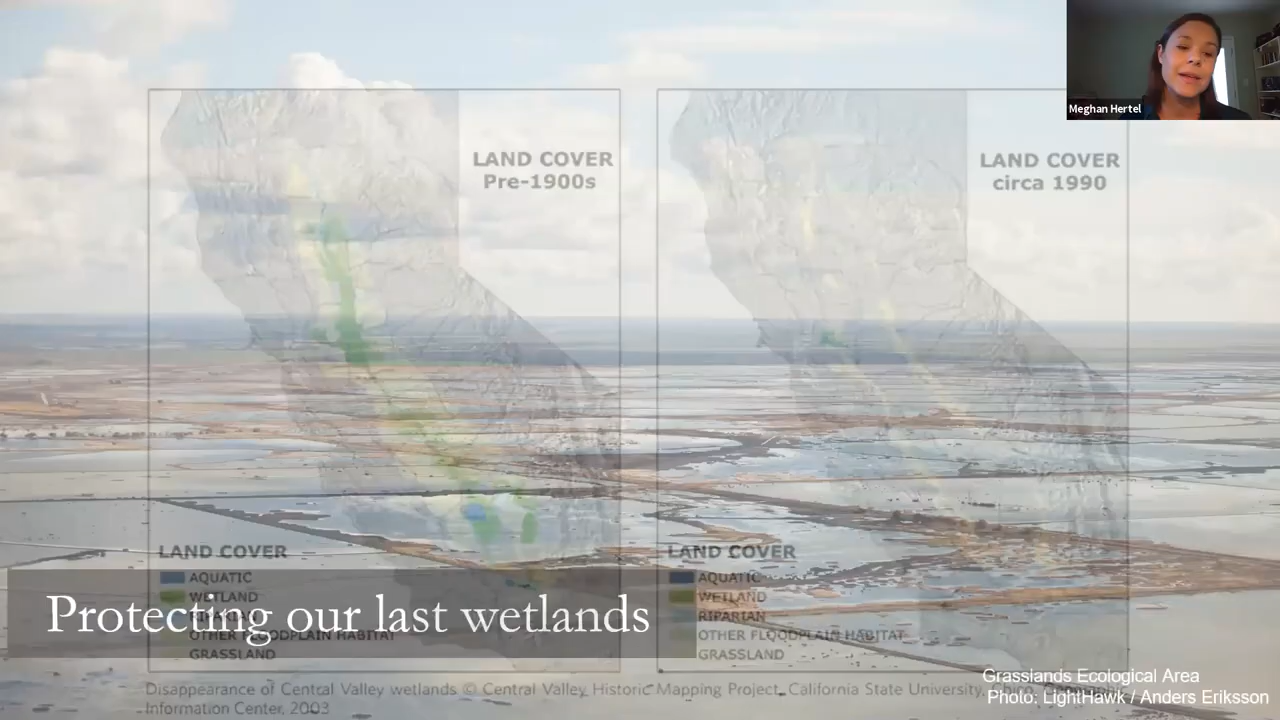 Meghan Hertel
LAND COVER
Pre-1900s
LAND COVER
circa 1990
LAND COVER
AQUATIC
WETLAND
RIPARIAN
OTHER FLOODPLAIN HABITAT
GRASSLAND
LAND COVER
AQUATIC
WETLAND
RIPARIAN
OTHER FLOODPLAIN HABITAT
GRASSLAND
Protecting our last wetlands
Grasslands Ecological Area
Photo: LightHawk / Anders Eriksson
Disappearance of Central Valley wetlands © Central Valley Historic Mapping Project, California State University,
Information Center, 2003